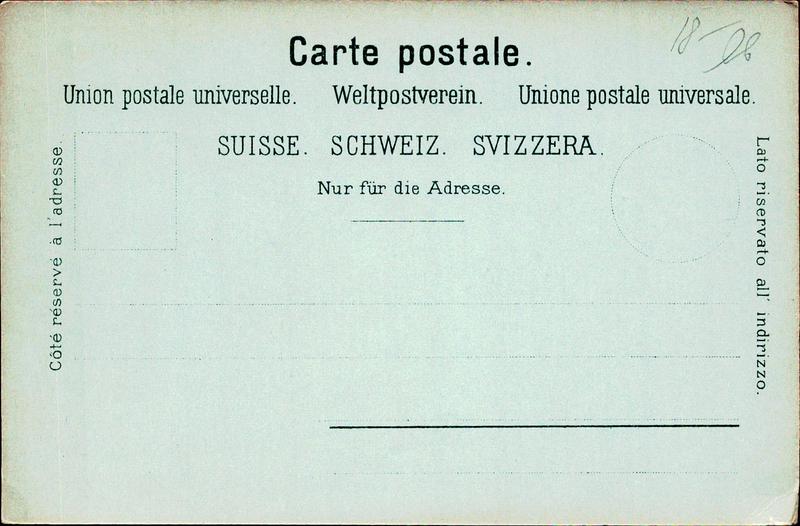 Carte postale.
Union postale universelle. Weltpostverein. Unione postale universale.
SUISSE. SCHWEIZ. SVIZZERA.
Nur für die Adresse.
Côté réservé à l'adresse.
Lato riservato all' indirizzo.
18-